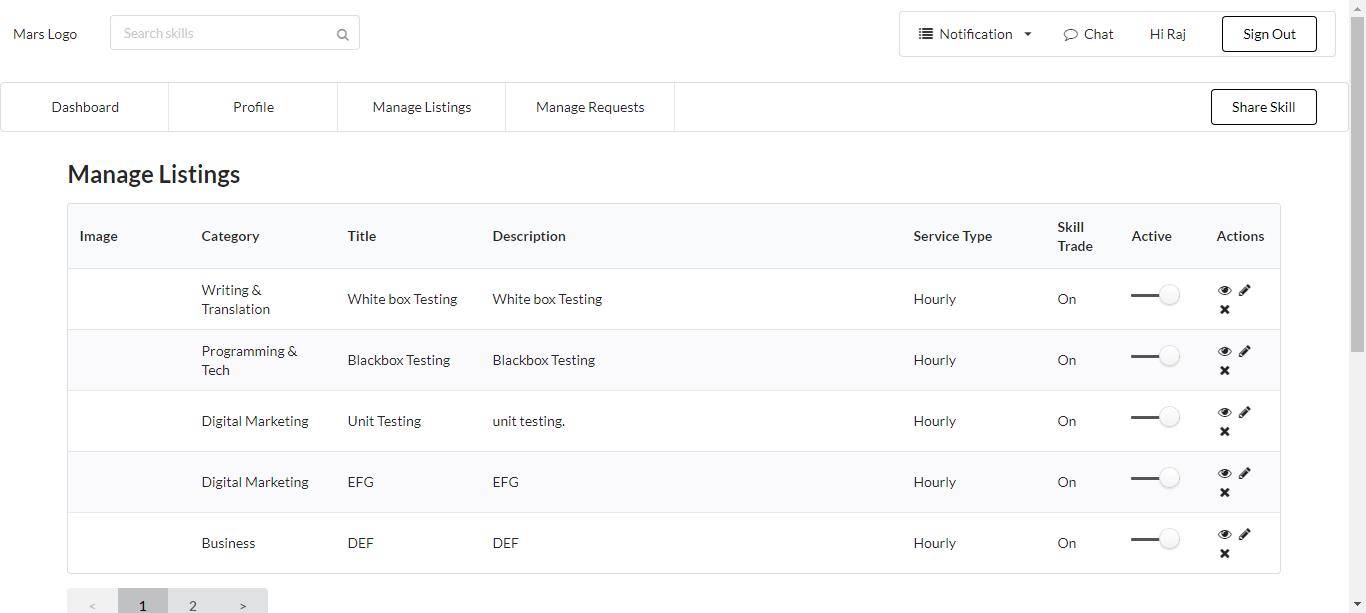 Mars Logo
Search skills
Notification
Chat
Hi Raj
Sign Out
Dashboard
Profile
Manage Listings
Manage Requests
Share Skill
Manage Listings
Image
Category
Title
Description
Service Type
Skill
Trade
Active
Actions
Writing &
Translation
White box Testing
White box Testing
Hourly
On
Programming &
Tech
Blackbox Testing
Blackbox Testing
Hourly
On
Digital Marketing
Unit Testing
unit testing.
Hourly
On
Digital Marketing
EFG
EFG
Hourly
On
Business
DEF
DEF
Hourly
On
< 1 2 >